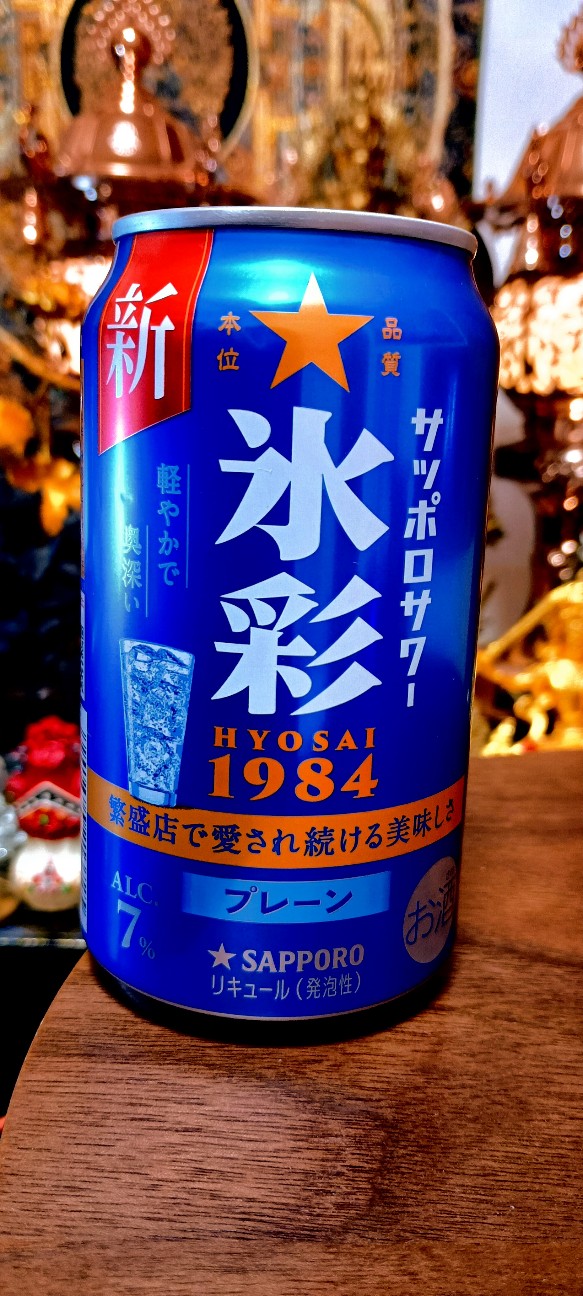 新
品質
本位
サッポロサワー
氷彩
軽やかで
奥深い
HYOSAI
1984
繁盛店で愛され続ける美味しさ
ALC.
7%
プレーン
お酒
★SAPPORO
リキュール(発泡性)